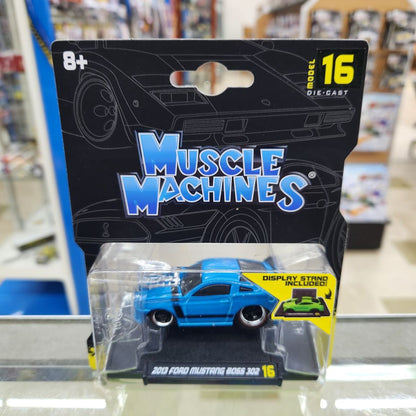 8+
MODEL 16
DIE-CAST
MUSCLE
MACHINES®
DISPLAY STAND
INCLUDED!
2013 FORD MUSTANG BOSS 302 16